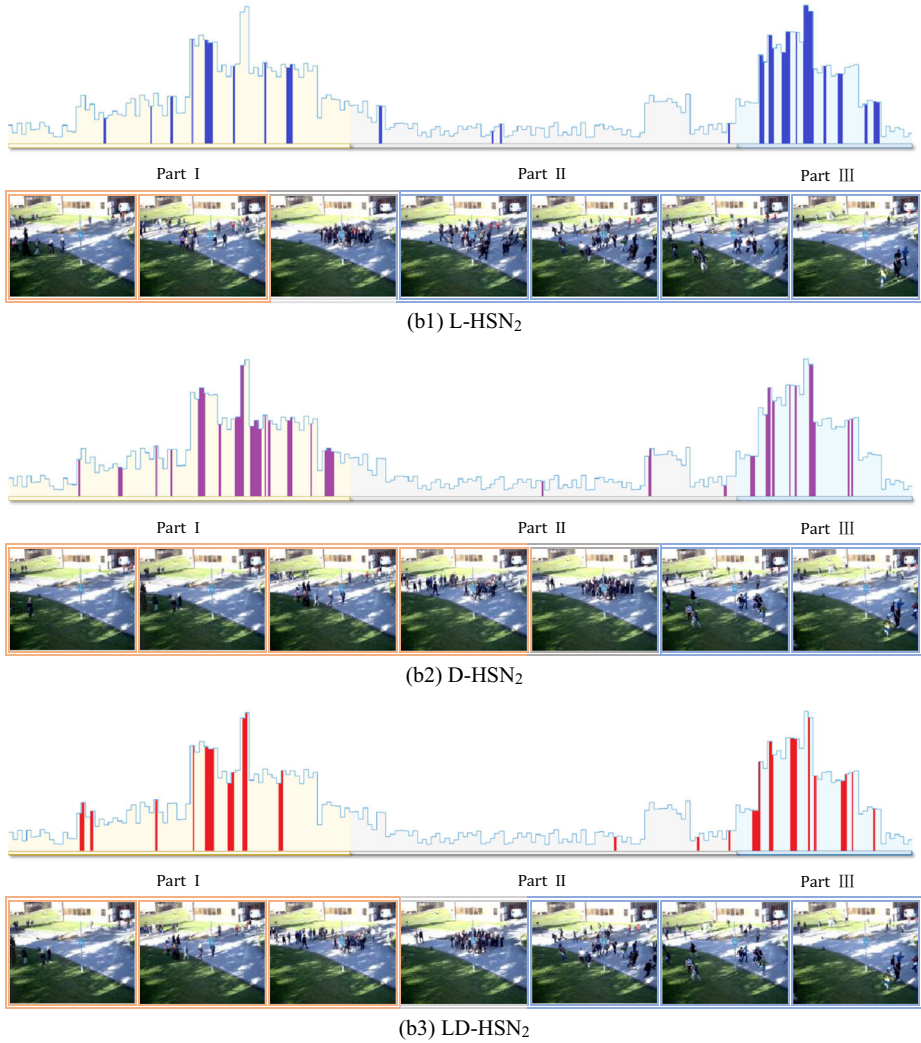 Part I Part II Part III
(b1) L-HSN₂
Part I Part II Part III
(b2) D-HSN₂
Part I Part II Part III
(b3) LD-HSN₂